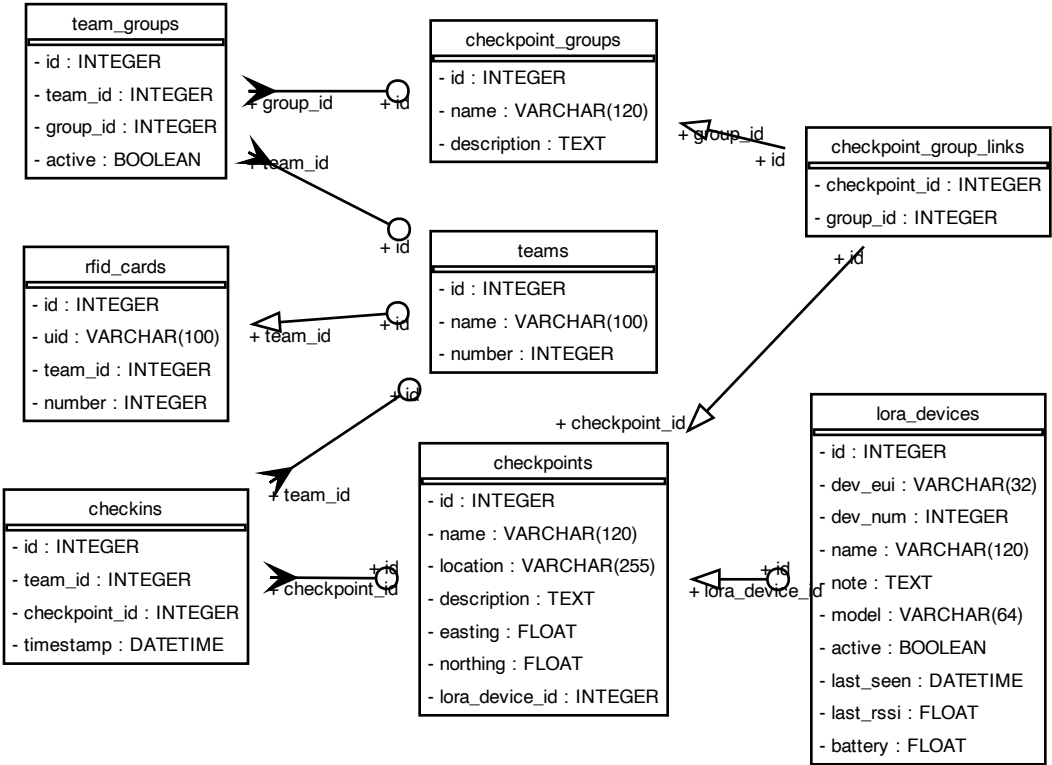 team_groups
- id : INTEGER
- team_id : INTEGER
- group_id : INTEGER
- active : BOOLEAN
+ group_id
+ id
+ team_id
+ id
checkpoint_groups
- id : INTEGER
- name : VARCHAR(120)
- description : TEXT
+ group_id
+ id
checkpoint_group_links
- checkpoint_id : INTEGER
- group_id : INTEGER
+ id
+ checkpoint_id
rfid_cards
- id : INTEGER
- uid : VARCHAR(100)
- team_id : INTEGER
- number : INTEGER
+ team_id
+ id
teams
- id : INTEGER
- name : VARCHAR(100)
- number : INTEGER
+ id
+ team_id
checkins
- id : INTEGER
- team_id : INTEGER
- checkpoint_id : INTEGER
- timestamp : DATETIME
+ id
+ checkpoint_id
checkpoints
- id : INTEGER
- name : VARCHAR(120)
- location : VARCHAR(255)
- description : TEXT
- easting : FLOAT
- northing : FLOAT
- lora_device_id : INTEGER
+ id
+ lora_device_id
lora_devices
- id : INTEGER
- dev_eui : VARCHAR(32)
- dev_num : INTEGER
- name : VARCHAR(120)
- note : TEXT
- model : VARCHAR(64)
- active : BOOLEAN
- last_seen : DATETIME
- last_rssi : FLOAT
- battery : FLOAT